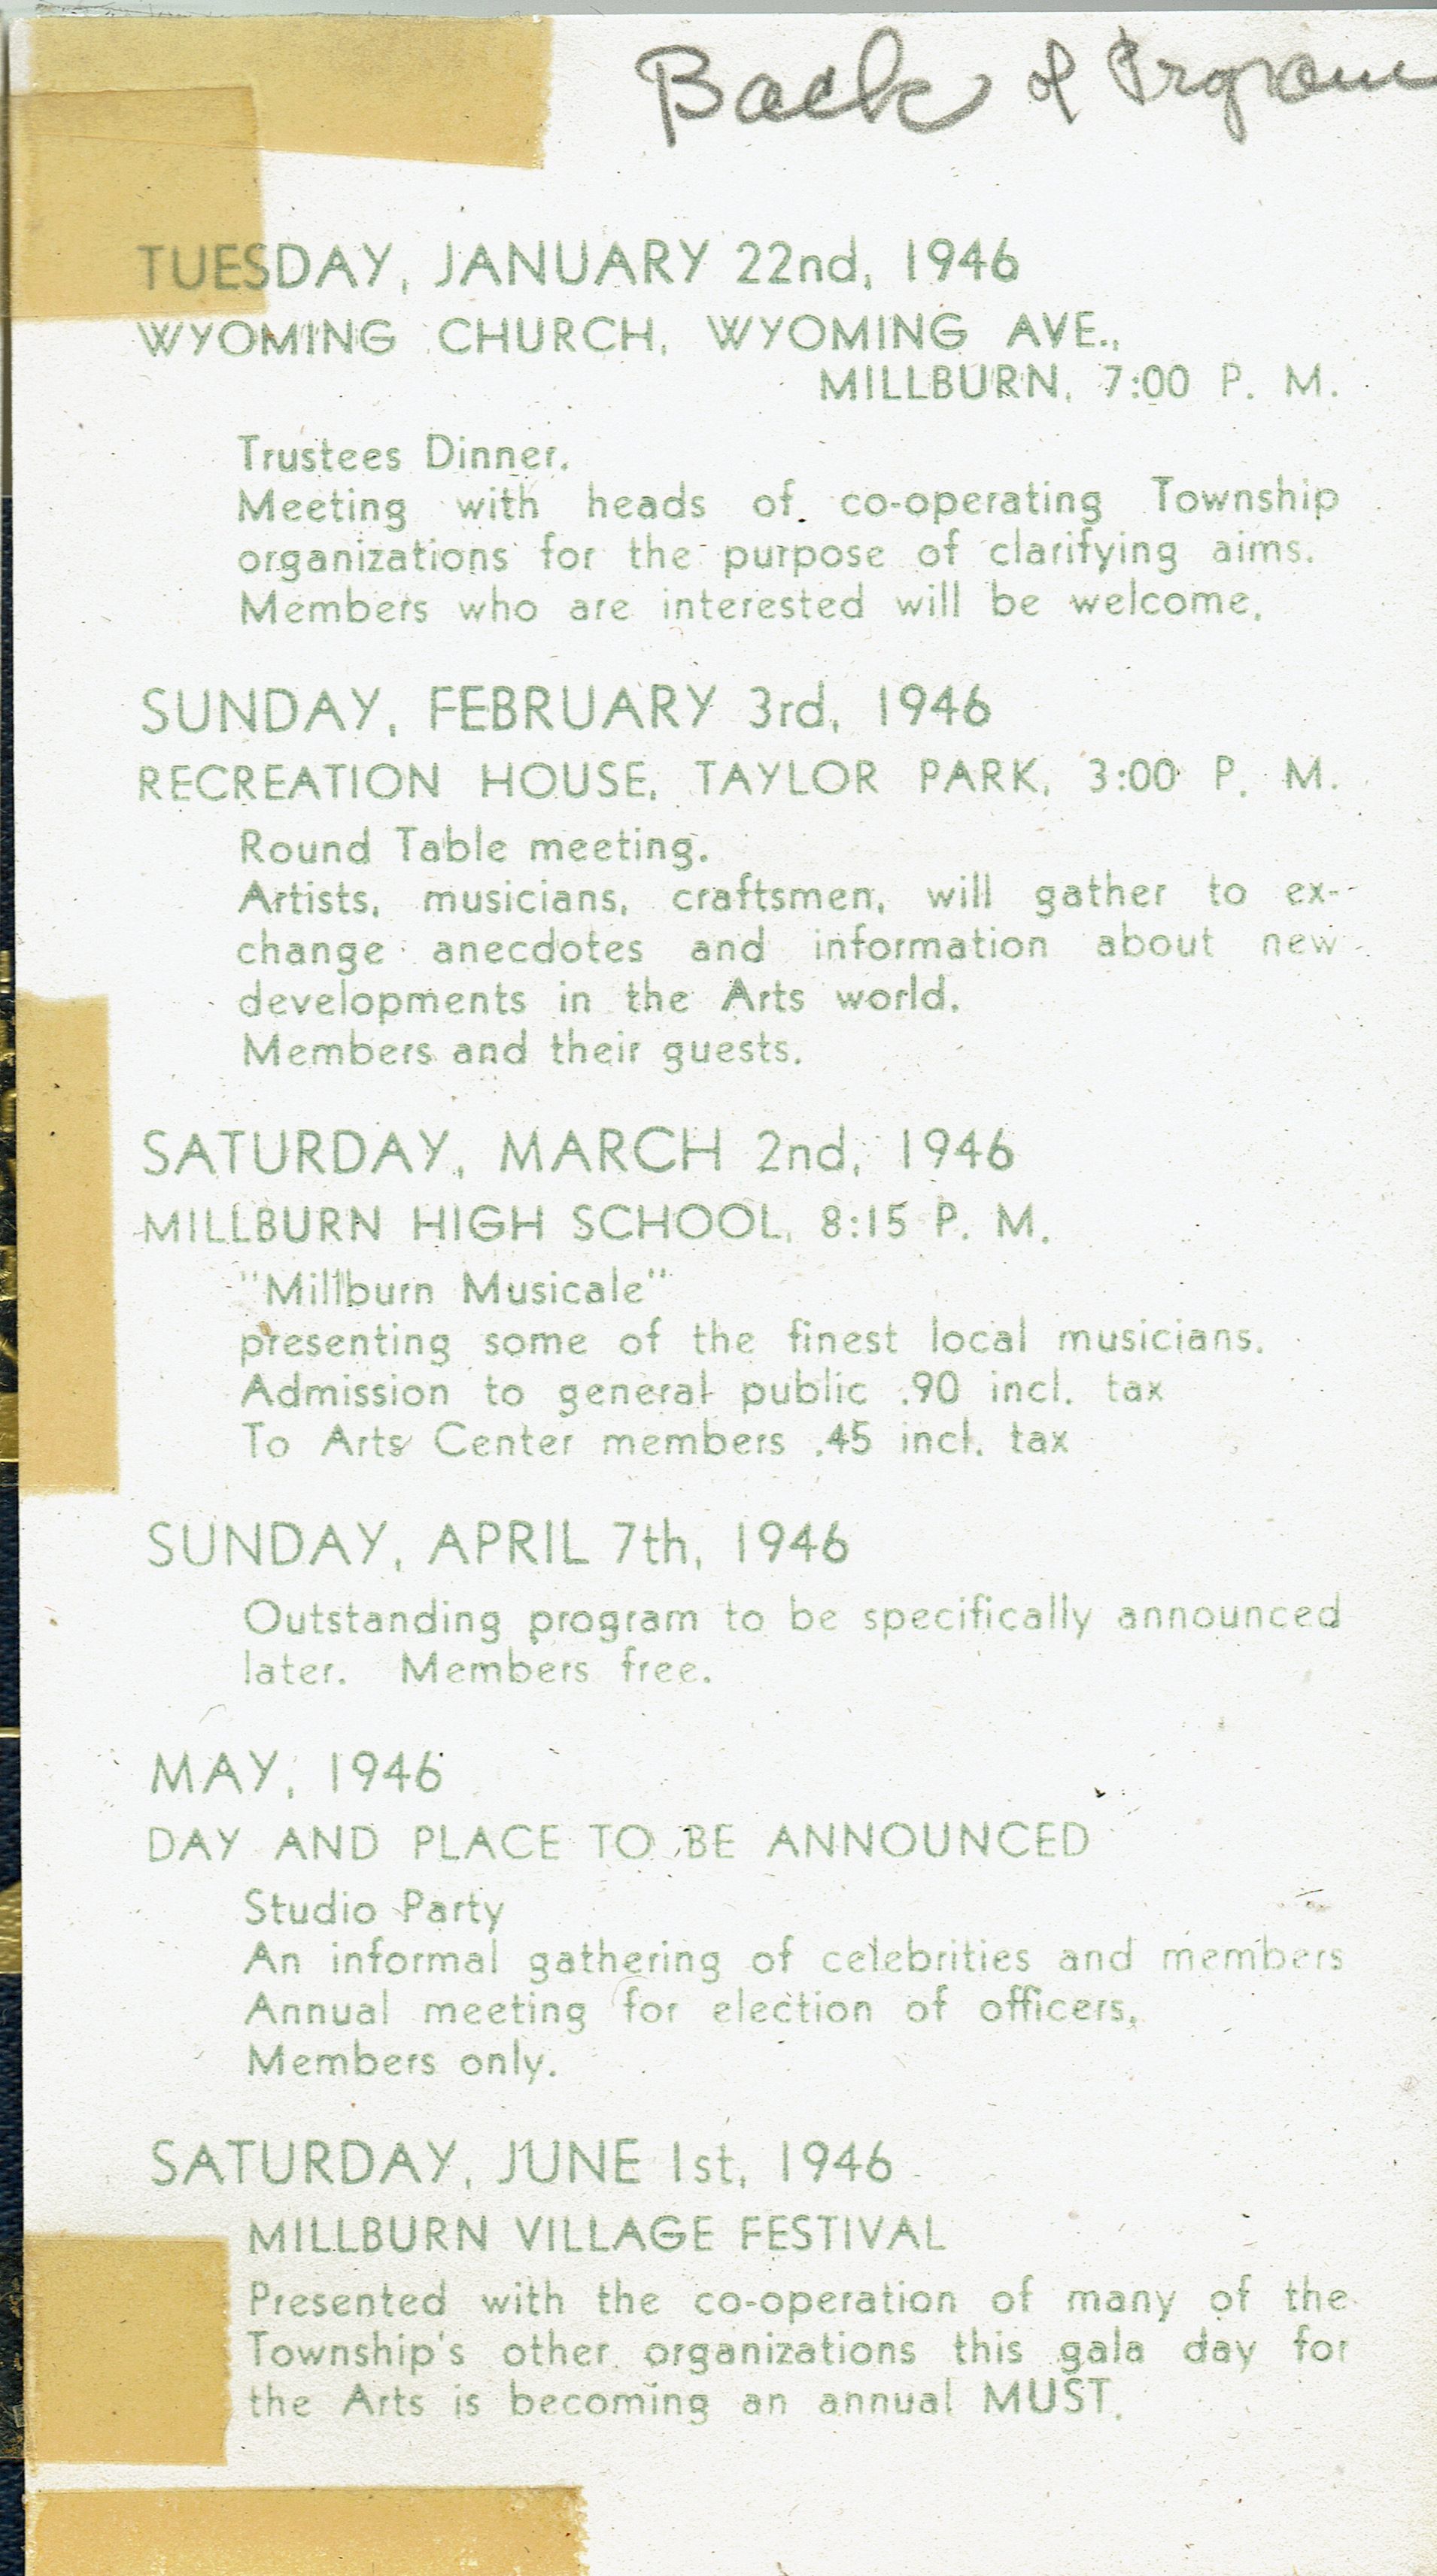 Back of Prgram
TUESDAY, JANUARY 22nd, 1946
WYOMING CHURCH, WYOMING AVE.,
MILLBURN, 7:00 P. M.
Trustees Dinner.
Meeting with heads of co-operating Township
organizations for the purpose of clarifying aims.
Members who are interested will be welcome.
SUNDAY, FEBRUARY 3rd, 1946
RECREATION HOUSE, TAYLOR PARK, 3:00 P. M.
Round Table meeting.
Artists, musicians, craftsmen, will gather to ex-
change anecdotes and information about new
developments in the Arts world.
Members and their guests.
SATURDAY, MARCH 2nd, 1946
MILLBURN HIGH SCHOOL, 8:15 P. M.
"Millburn Musicale"
presenting some of the finest local musicians.
Admission to general public .90 incl. tax
To Arts Center members .45 incl. tax
SUNDAY, APRIL 7th, 1946
Outstanding program to be specifically announced
later. Members free.
MAY, 1946
DAY AND PLACE TO BE ANNOUNCED
Studio Party
An informal gathering of celebrities and members
Annual meeting for election of officers.
Members only.
SATURDAY, JUNE 1st, 1946
MILLBURN VILLAGE FESTIVAL
Presented with the co-operation of many of the
Township's other organizations this gala day for
the Arts is becoming an annual MUST.